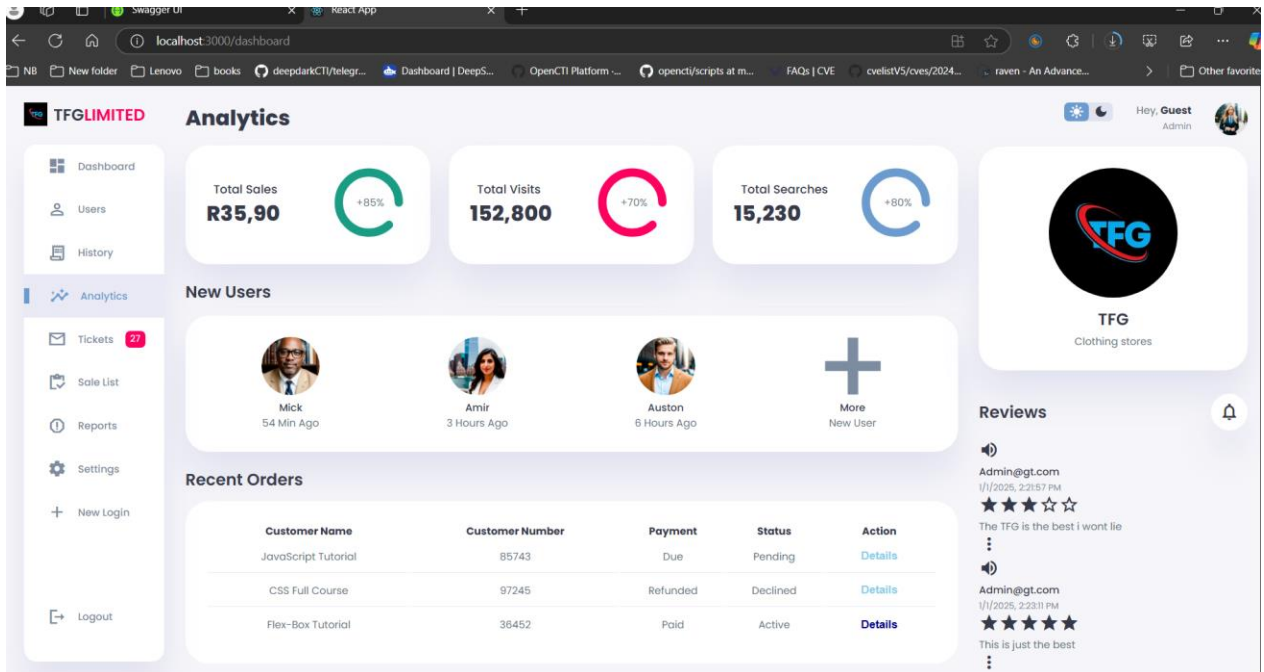 Swagger UI
React App
localhost:3000/dashboard
NB New folder Lenovo books deepdarkCTI/telegr... Dashboard | DeepS... OpenCTI Platform -... opencti/scripts at m... FAQs | CVE cvelistV5/cves/2024... raven - An Advance... Other favorite
TFG TFGLIMITED
Analytics
Hey, Guest
Admin
Dashboard
Users
History
Analytics
Tickets 27
Sale List
Reports
Settings
New Login
Logout
Total Sales
R35,90
+85%
Total Visits
152,800
+70%
Total Searches
15,230
+80%
New Users
Mick
54 Min Ago
Amir
3 Hours Ago
Auston
6 Hours Ago
More
New User
Recent Orders
Customer Name Customer Number Payment Status Action
JavaScript Tutorial 85743 Due Pending Details
CSS Full Course 97245 Refunded Declined Details
Flex-Box Tutorial 36452 Paid Active Details
TFG
TFG
Clothing stores
Reviews
Admin@gt.com
1/1/2025, 2:21:57 PM
The TFG is the best i wont lie
Admin@gt.com
1/1/2025, 2:23:11 PM
This is just the best